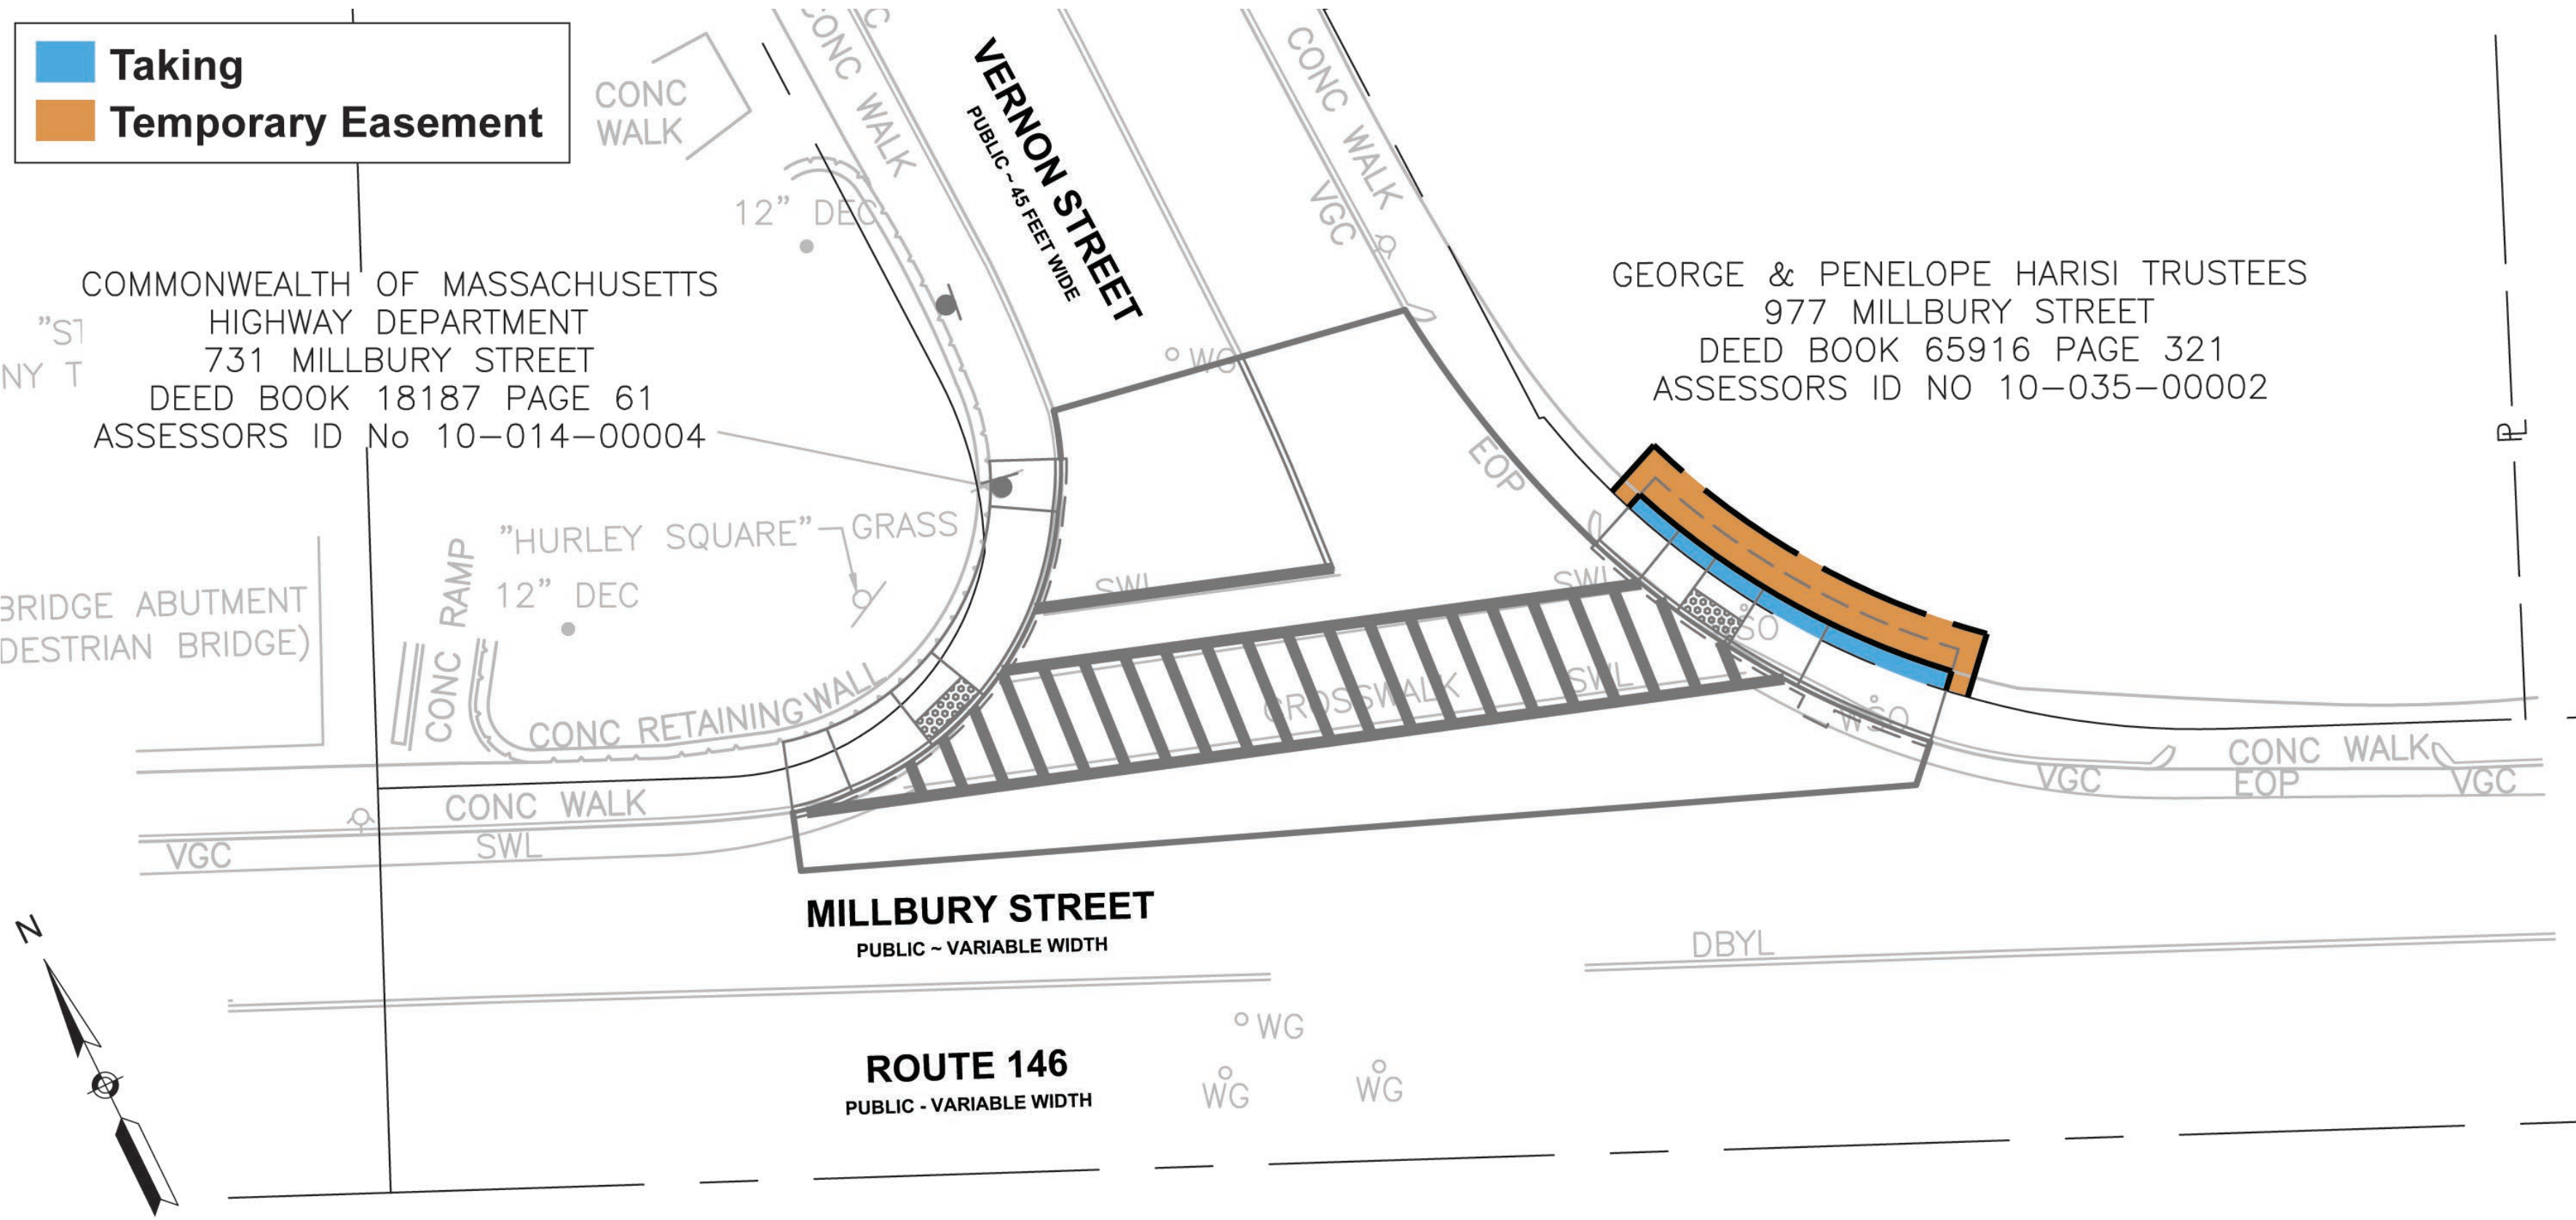 Taking
Temporary Easement
CONC
WALK
CONC WALK
VERNON STREET
PUBLIC ~ 45 FEET WIDE
CONC WALK
VGC
12" DEC
COMMONWEALTH OF MASSACHUSETTS
HIGHWAY DEPARTMENT
731 MILLBURY STREET
DEED BOOK 18187 PAGE 61
ASSESSORS ID No 10-014-00004
NY T
GEORGE & PENELOPE HARISI TRUSTEES
977 MILLBURY STREET
DEED BOOK 65916 PAGE 321
ASSESSORS ID NO 10-035-00002
PL
WG
EOP
"HURLEY SQUARE"
GRASS
12" DEC
BRIDGE ABUTMENT
DESTRIAN BRIDGE)
CONC RAMP
CONC RETAINING WALL
SWL
SWL
CROSSWALK
SWL
WSO
CONC WALK
SWL
VGC
VGC
CONC WALK
EOP
VGC
MILLBURY STREET
PUBLIC ~ VARIABLE WIDTH
DBYL
N
WG
ROUTE 146
PUBLIC - VARIABLE WIDTH
WG
WG